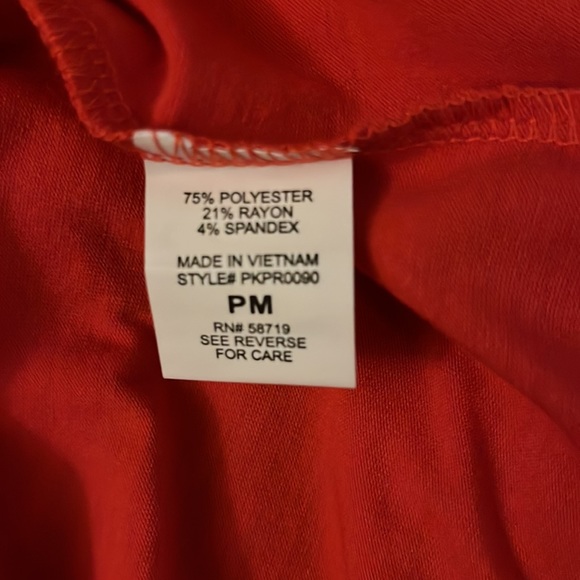 75% POLYESTER
21% RAYON
4% SPANDEX
MADE IN VIETNAM
STYLE# PKPR0090
PM
RN# 58719
SEE REVERSE
FOR CARE